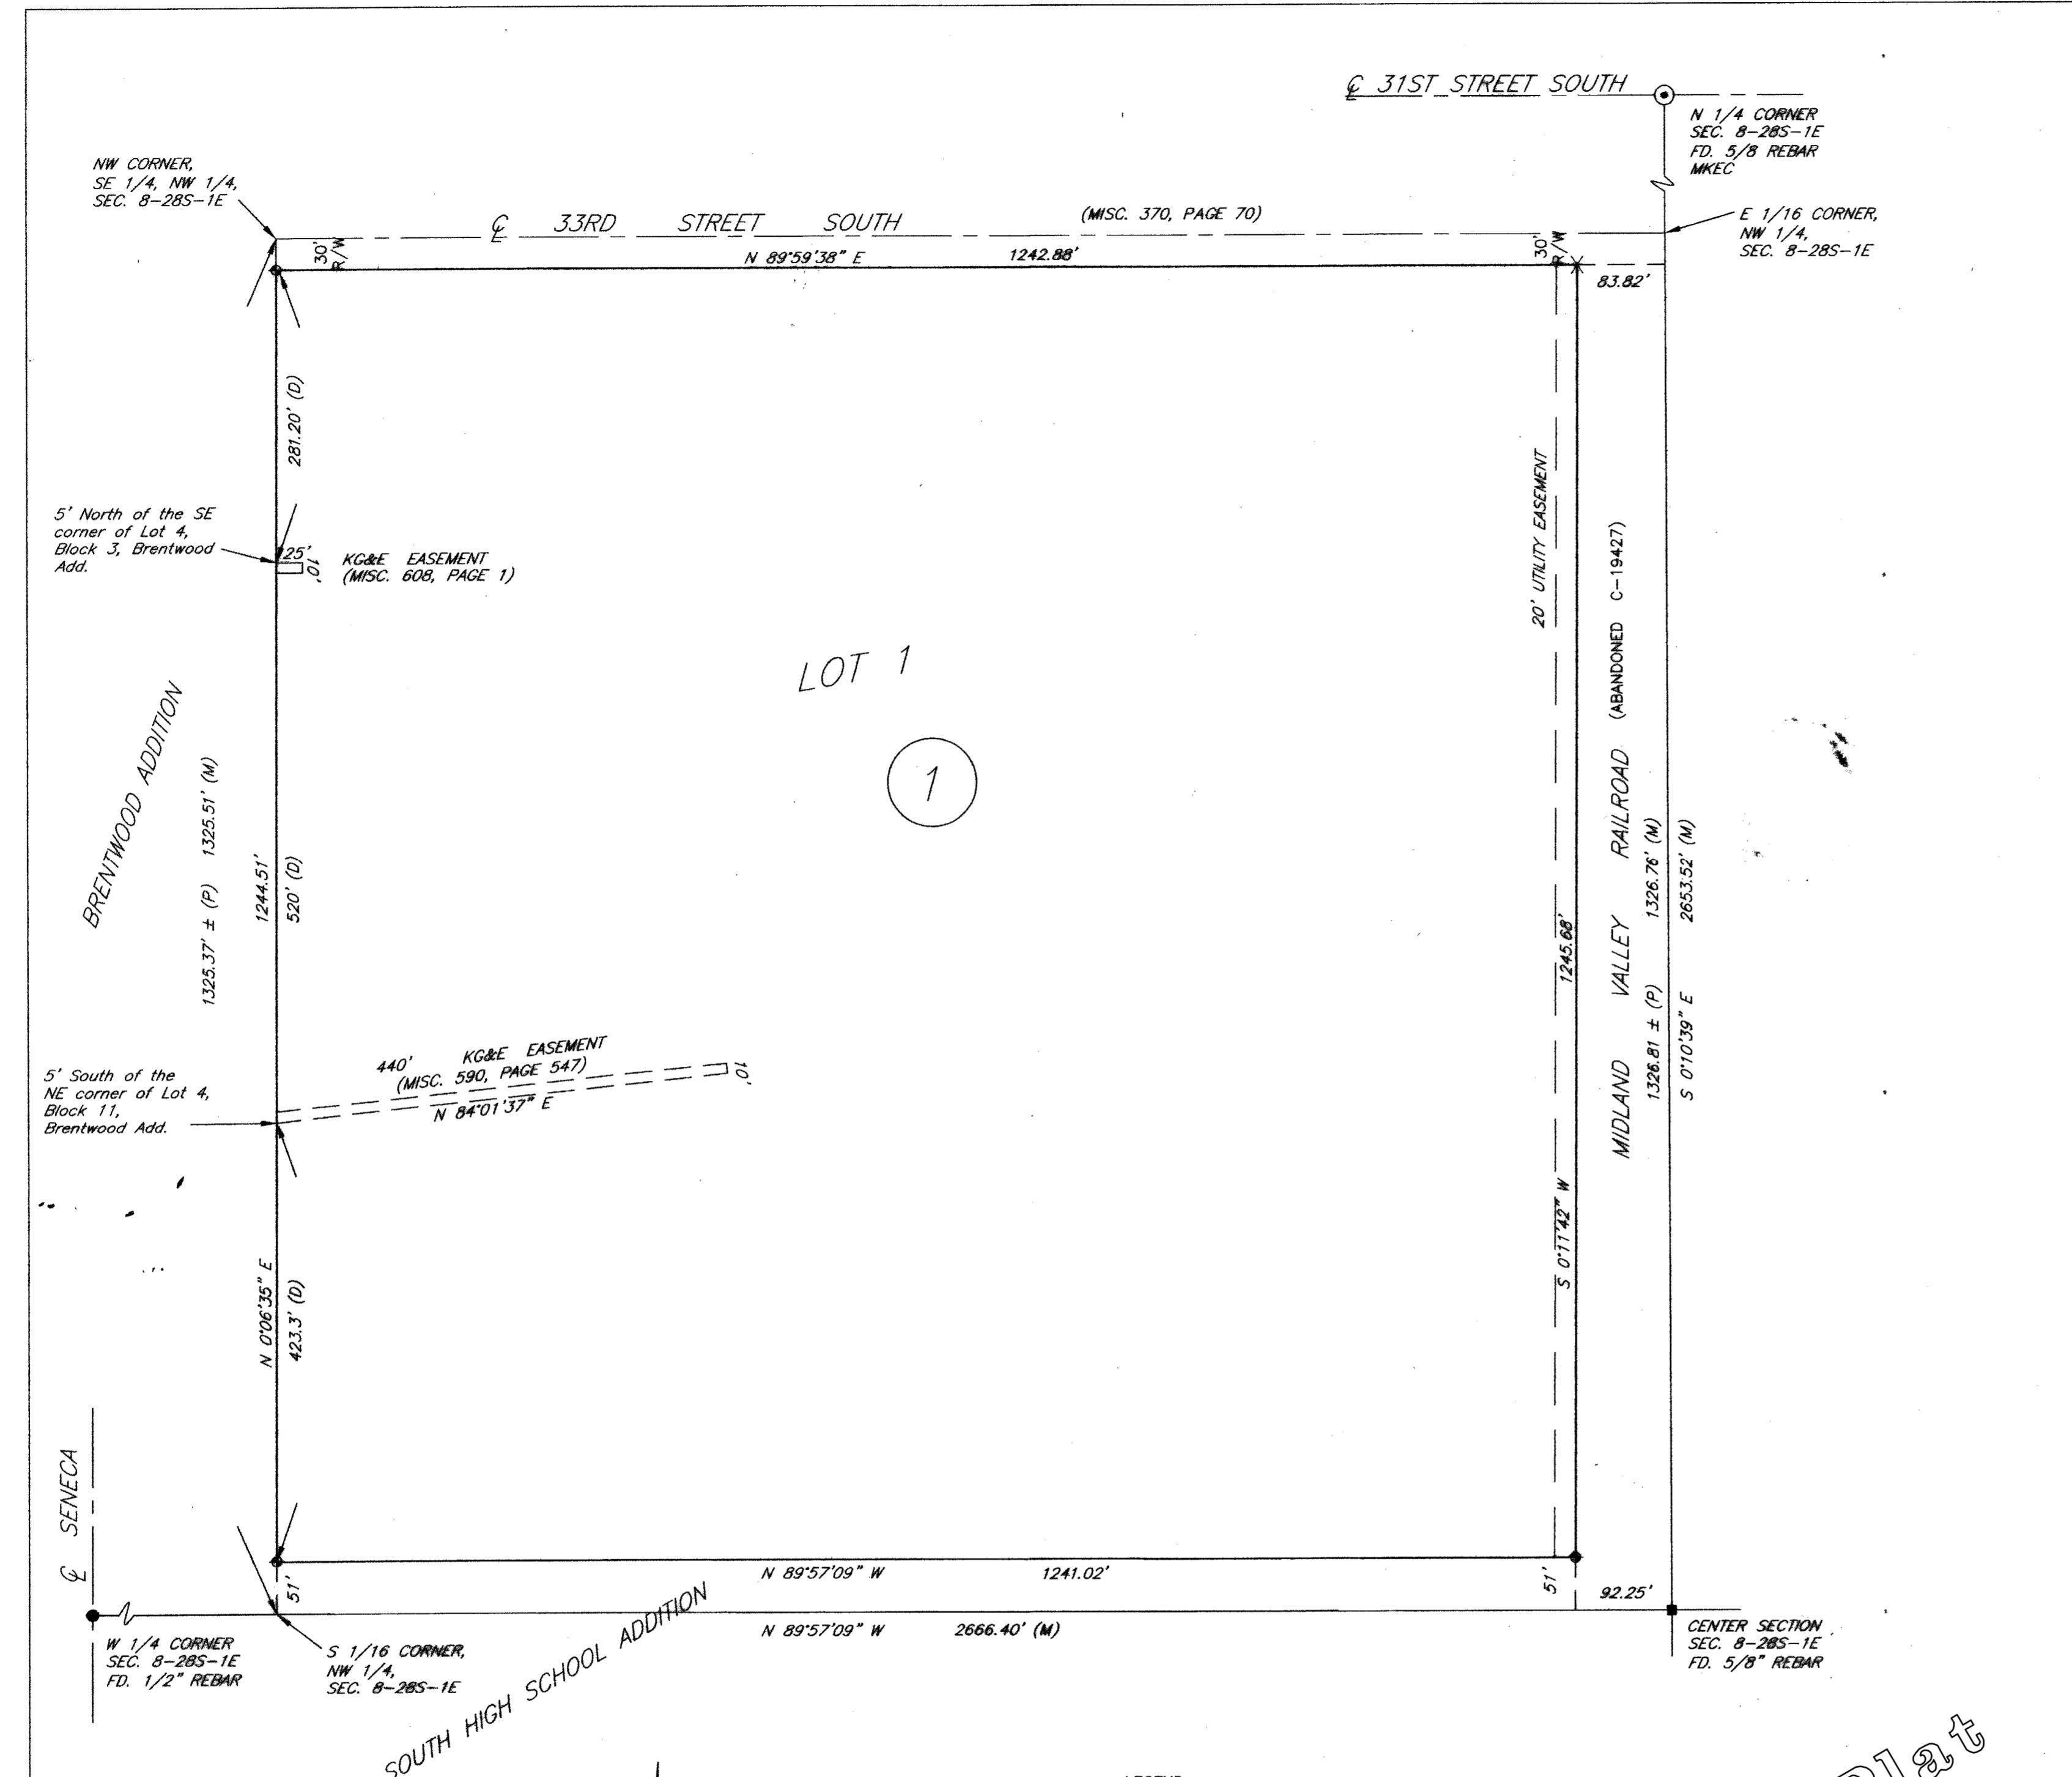 ℄ 31ST STREET SOUTH
N 1/4 CORNER
SEC. 8-28S-1E
FD. 5/8 REBAR
MKEC
NW CORNER,
SE 1/4, NW 1/4,
SEC. 8-28S-1E
℄ 33RD STREET SOUTH
(MISC. 370, PAGE 70)
E 1/16 CORNER,
NW 1/4,
SEC. 8-28S-1E
30'
R/W
N 89°59'38" E 1242.88'
30'
R/W
83.82'
281.20' (D)
5' North of the SE
corner of Lot 4,
Block 3, Brentwood
Add.
25'
10'
KG&E EASEMENT
(MISC. 608, PAGE 1)
20' UTILITY EASEMENT
LOT 1
1
BRENTWOOD ADDITION
1325.37' ± (P) 1325.51' (M)
1244.51'
520' (D)
1245.68'
S 0°11'42" W
MIDLAND VALLEY RAILROAD (ABANDONED C-19427)
1326.81 ± (P) 1326.76' (M)
S 0°10'39" E 2653.52' (M)
440' KG&E EASEMENT
(MISC. 590, PAGE 547)
N 84°01'37" E
10'
5' South of the
NE corner of Lot 4,
Block 11,
Brentwood Add.
N 0°06'35" E
423.3' (D)
℄ SENECA
51'
N 89°57'09" W 1241.02'
51'
92.25'
N 89°57'09" W 2666.40' (M)
W 1/4 CORNER
SEC. 8-28S-1E
FD. 1/2" REBAR
S 1/16 CORNER,
NW 1/4,
SEC. 8-28S-1E
SOUTH HIGH SCHOOL ADDITION
CENTER SECTION
SEC. 8-28S-1E
FD. 5/8" REBAR
Plat